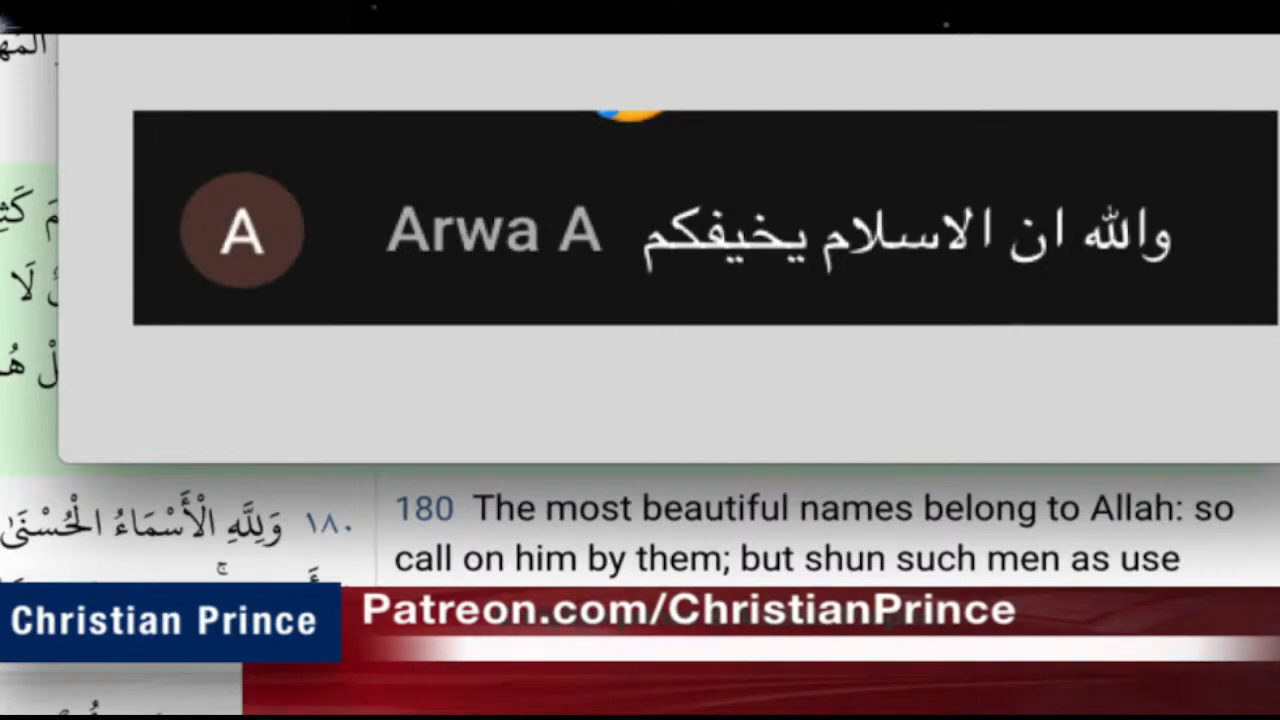 Arwa A والله ان الاسلام يخيفكم
A
لَا
وَلِلَّهِ الْأَسْمَاءُ الْحُسْنَىٰ ١٨٠
180 The most beautiful names belong to Allah: so
call on him by them; but shun such men as use
Christian Prince
Patreon.com/ChristianPrince